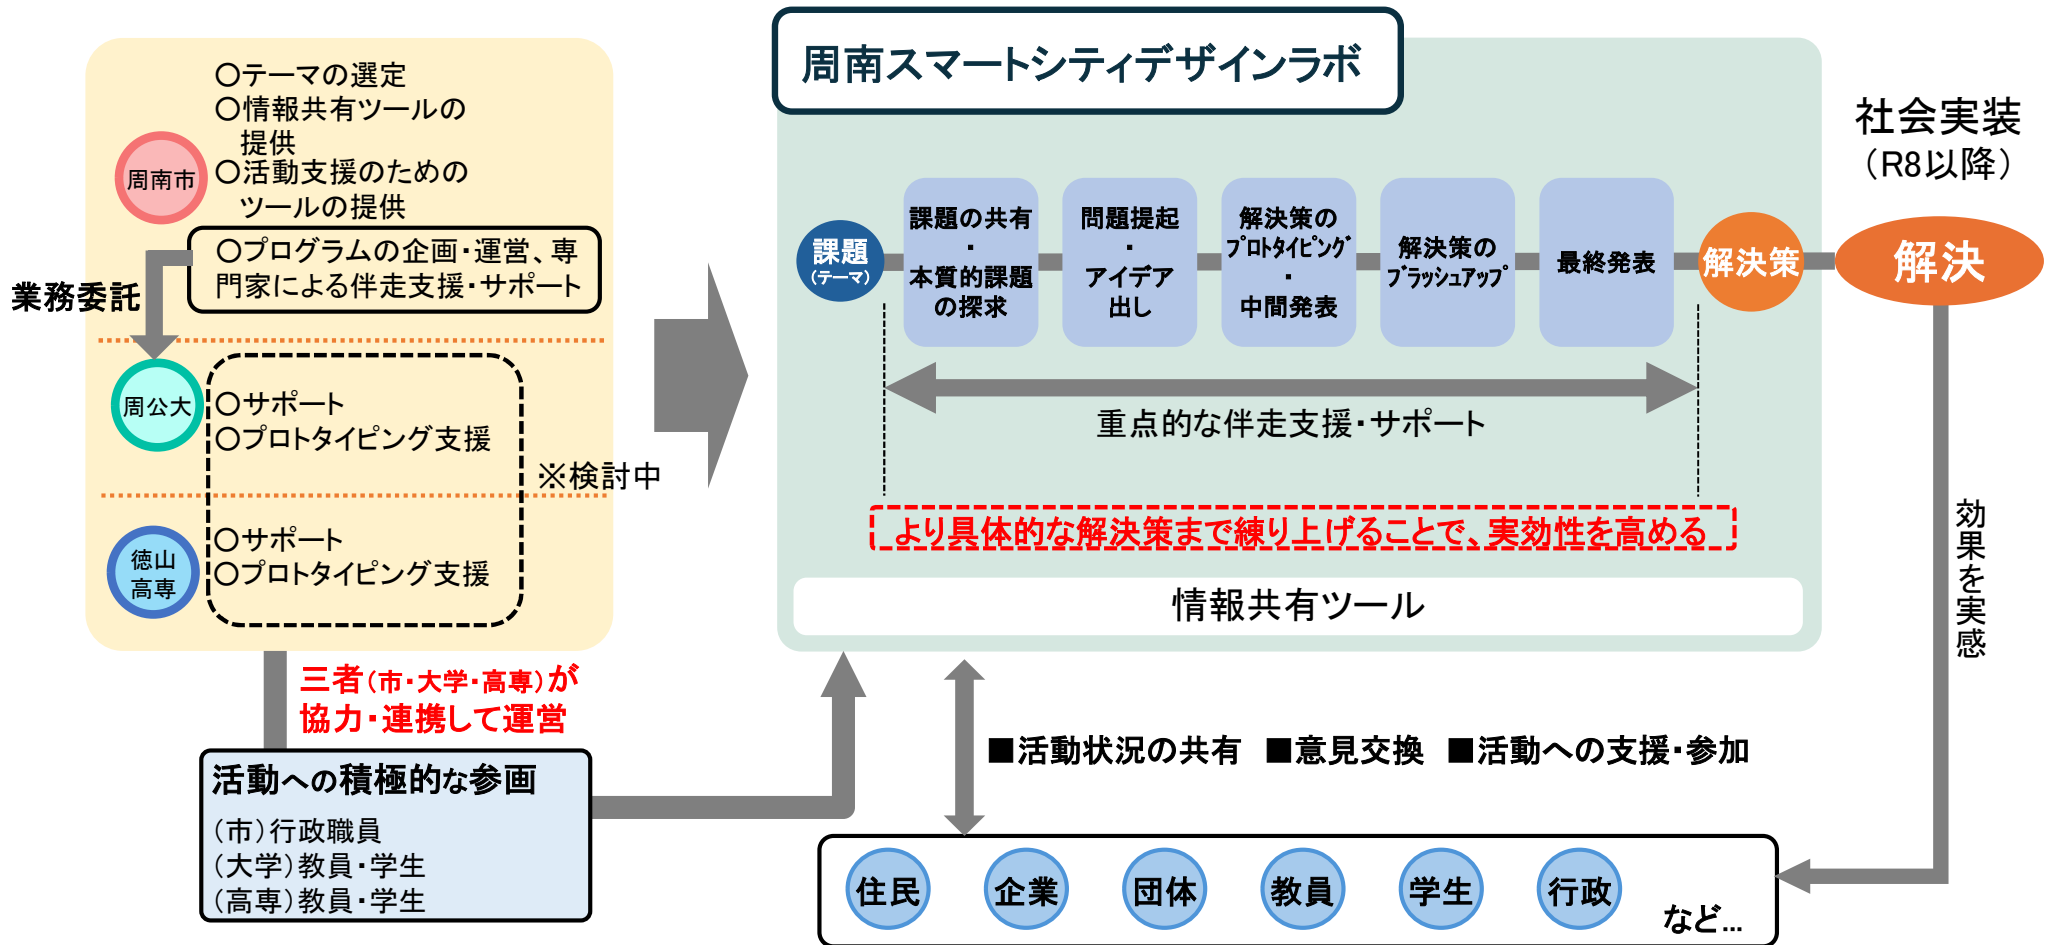 周南スマートシティデザインラボ
〇テーマの選定
〇情報共有ツールの
提供
〇活動支援のための
ツールの提供
周南市
〇プログラムの企画・運営、専
門家による伴走支援・サポート
業務委託
周公大
〇サポート
〇プロトタイピング支援
※検討中
徳山
高専
〇サポート
〇プロトタイピング支援
三者(市・大学・高専)が
協力・連携して運営
活動への積極的な参画
(市)行政職員
(大学)教員・学生
(高専)教員・学生
課題
(テーマ)
課題の共有
・
本質的課題
の探求
問題提起
・
アイデア
出し
解決策の
プロトタイピング
・
中間発表
解決策の
ブラッシュアップ
最終発表
解決策
社会実装
(R8以降)
解決
重点的な伴走支援・サポート
より具体的な解決策まで練り上げることで、実効性を高める
情報共有ツール
効果を実感
■活動状況の共有 ■意見交換 ■活動への支援・参加
住民
企業
団体
教員
学生
行政
など…